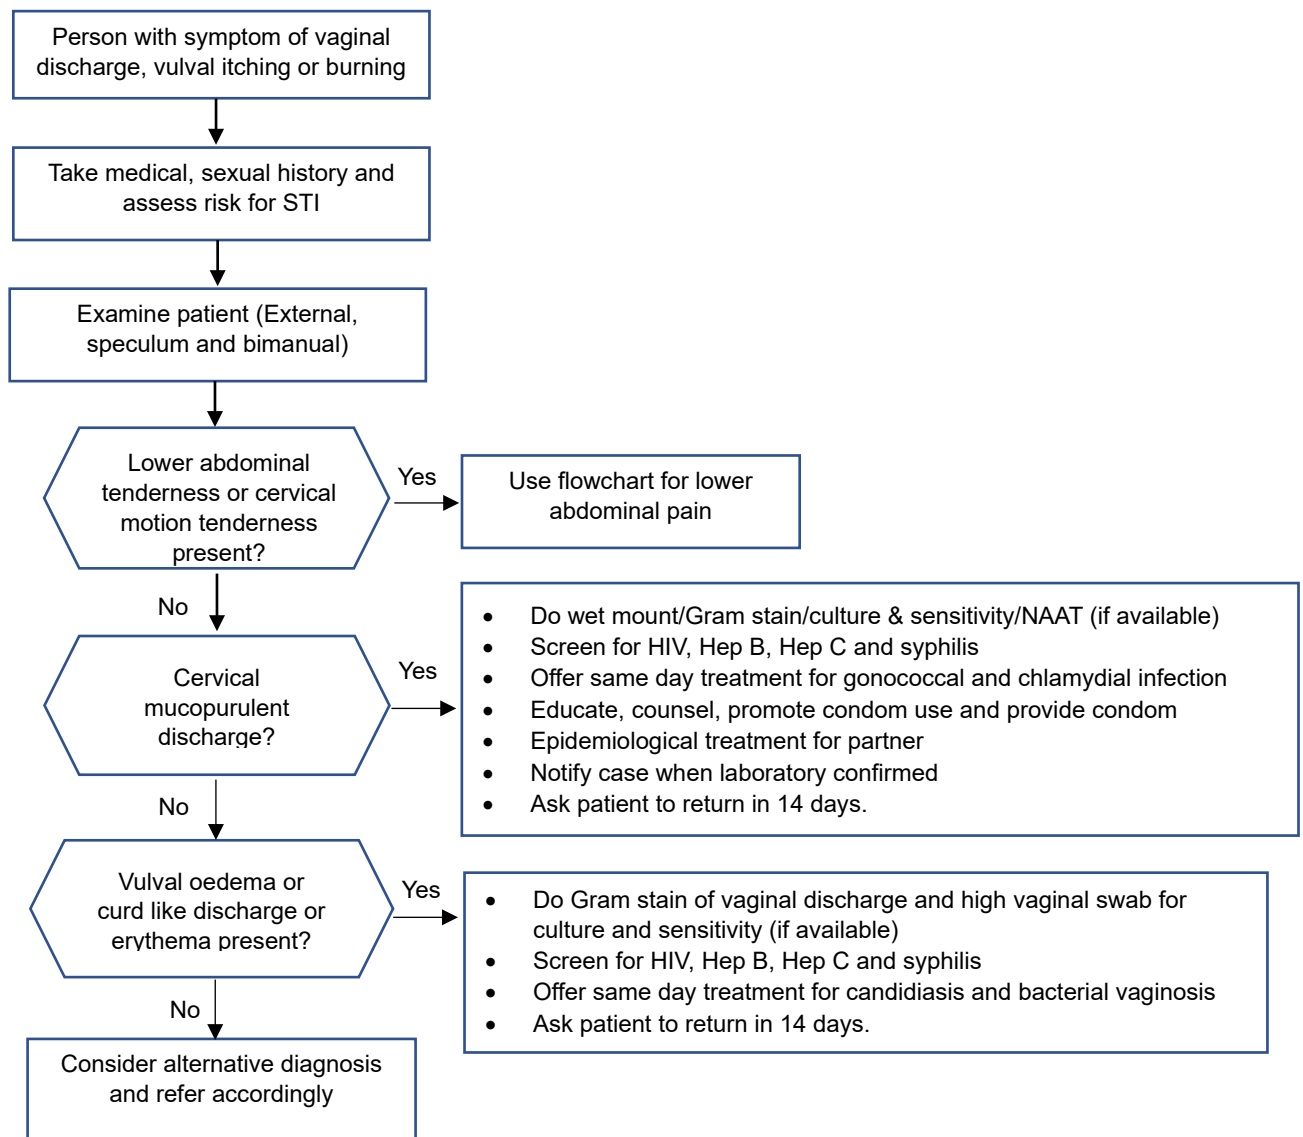 Person with symptom of vaginal
discharge, vulval itching or burning
Take medical, sexual history and
assess risk for STI
Examine patient (External,
speculum and bimanual)
Lower abdominal
tenderness or cervical
motion tenderness
present?
Yes
Use flowchart for lower
abdominal pain
No
Cervical
mucopurulent
discharge?
Yes
• Do wet mount/Gram stain/culture & sensitivity/NAAT (if available)
• Screen for HIV, Hep B, Hep C and syphilis
• Offer same day treatment for gonococcal and chlamydial infection
• Educate, counsel, promote condom use and provide condom
• Epidemiological treatment for partner
• Notify case when laboratory confirmed
• Ask patient to return in 14 days.
No
Vulval oedema or
curd like discharge or
erythema present?
Yes
• Do Gram stain of vaginal discharge and high vaginal swab for
culture and sensitivity (if available)
• Screen for HIV, Hep B, Hep C and syphilis
• Offer same day treatment for candidiasis and bacterial vaginosis
• Ask patient to return in 14 days.
No
Consider alternative diagnosis
and refer accordingly